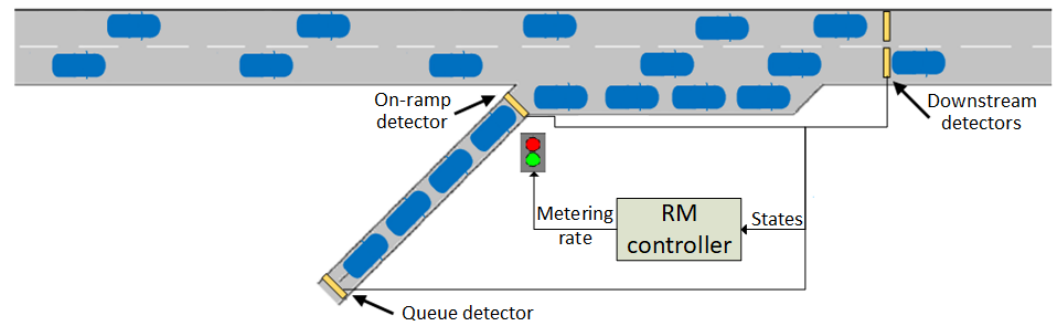 On-ramp
detector
Downstream
detectors
Metering
rate
RM
controller
States
Queue detector